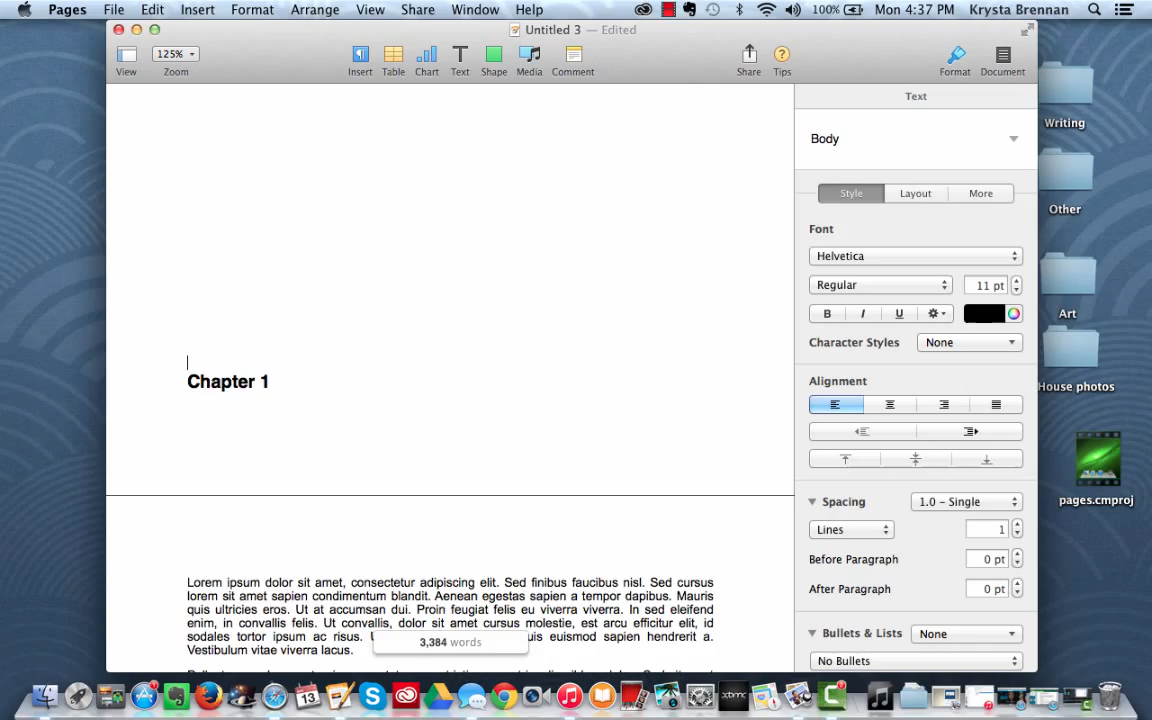 Pages File Edit Insert Format Arrange View Share Window Help 100% Mon 4:37 PM Krysta Brennan
Untitled 3 — Edited
125%
View Zoom Insert Table Chart Text Shape Media Comment Share Tips Format Document
Text
Body
Style Layout More
Font
Helvetica
Regular 11 pt
B I U
Character Styles None
Alignment
Spacing 1.0 – Single
Lines 1
Before Paragraph 0 pt
After Paragraph 0 pt
Bullets & Lists None
No Bullets
Chapter 1
Lorem ipsum dolor sit amet, consectetur adipiscing elit. Sed finibus faucibus nisl. Sed cursus
lorem sit amet sapien condimentum blandit. Aenean egestas sapien a tempor dapibus. Mauris
quis ultricies eros. Ut at accumsan dui. Proin feugiat felis eu viverra viverra. In sed eleifend
enim, in convallis felis. Ut convallis, dolor sit amet cursus molestie, est arcu efficitur elit, id
sodales tortor ipsum ac risus. uis euismod sapien hendrerit a.
Vestibulum vitae viverra lacus.
3,384 words
Writing
Other
Art
House photos
pages.cmproj
13
xbmc